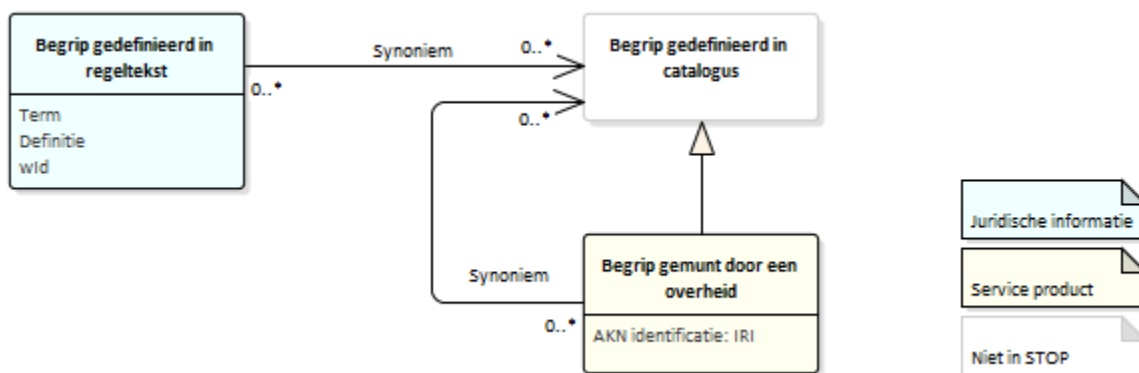 Begrip gedefinieerd in
regeltekst
Term
Definitie
wId
Synoniem
0..*
0..*
Begrip gedefinieerd in
catalogus
0..*
Synoniem
0..*
Begrip gemunt door een
overheid
AKN identificatie: IRI
Juridische informatie
Service product
Niet in STOP